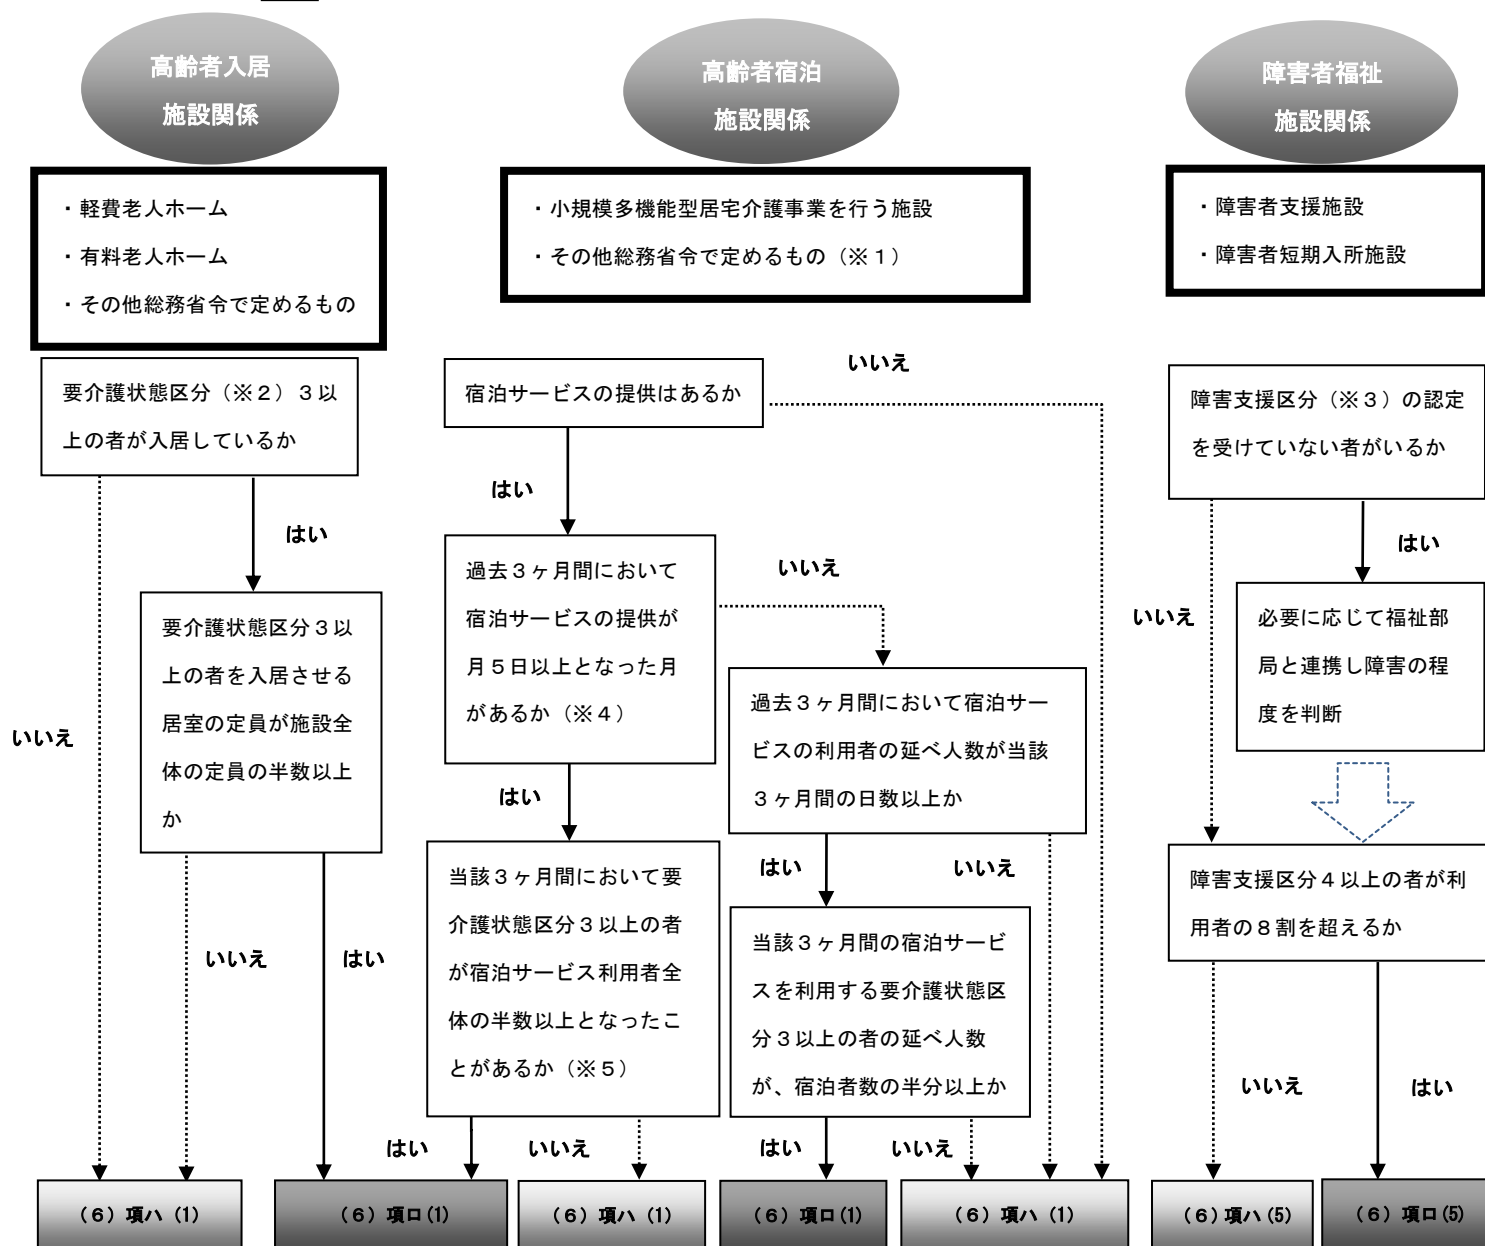 高齢者入居
施設関係
・軽費老人ホーム
・有料老人ホーム
・その他総務省令で定めるもの
要介護状態区分（※２）３以
上の者が入居しているか
はい
いいえ
要介護状態区分３以
上の者を入居させる
居室の定員が施設全
体の定員の半数以上
か
いいえ
はい
（６）項ハ（１）
（６）項ロ(１)
高齢者宿泊
施設関係
・小規模多機能型居宅介護事業を行う施設
・その他総務省令で定めるもの（※１）
宿泊サービスの提供はあるか
いいえ
はい
過去３ヶ月間において
宿泊サービスの提供が
月５日以上となった月
があるか（※４）
いいえ
はい
過去３ヶ月間において宿泊サー
ビスの利用者の延べ人数が当該
３ヶ月間の日数以上か
はい
いいえ
当該３ヶ月間において要
介護状態区分３以上の者
が宿泊サービス利用者全
体の半数以上となったこ
とがあるか（※５）
はい
いいえ
当該３ヶ月間の宿泊サービ
スを利用する要介護状態区
分３以上の者の延べ人数
が、宿泊者数の半分以上か
はい
いいえ
（６）項ハ（１）
（６）項ロ(１)
（６）項ハ（１）
障害者福祉
施設関係
・障害者支援施設
・障害者短期入所施設
障害支援区分（※３）の認定
を受けていない者がいるか
はい
いいえ
必要に応じて福祉部
局と連携し障害の程
度を判断
障害支援区分４以上の者が利
用者の８割を超えるか
いいえ
はい
（６）項ハ(５)
（６）項ロ(５)